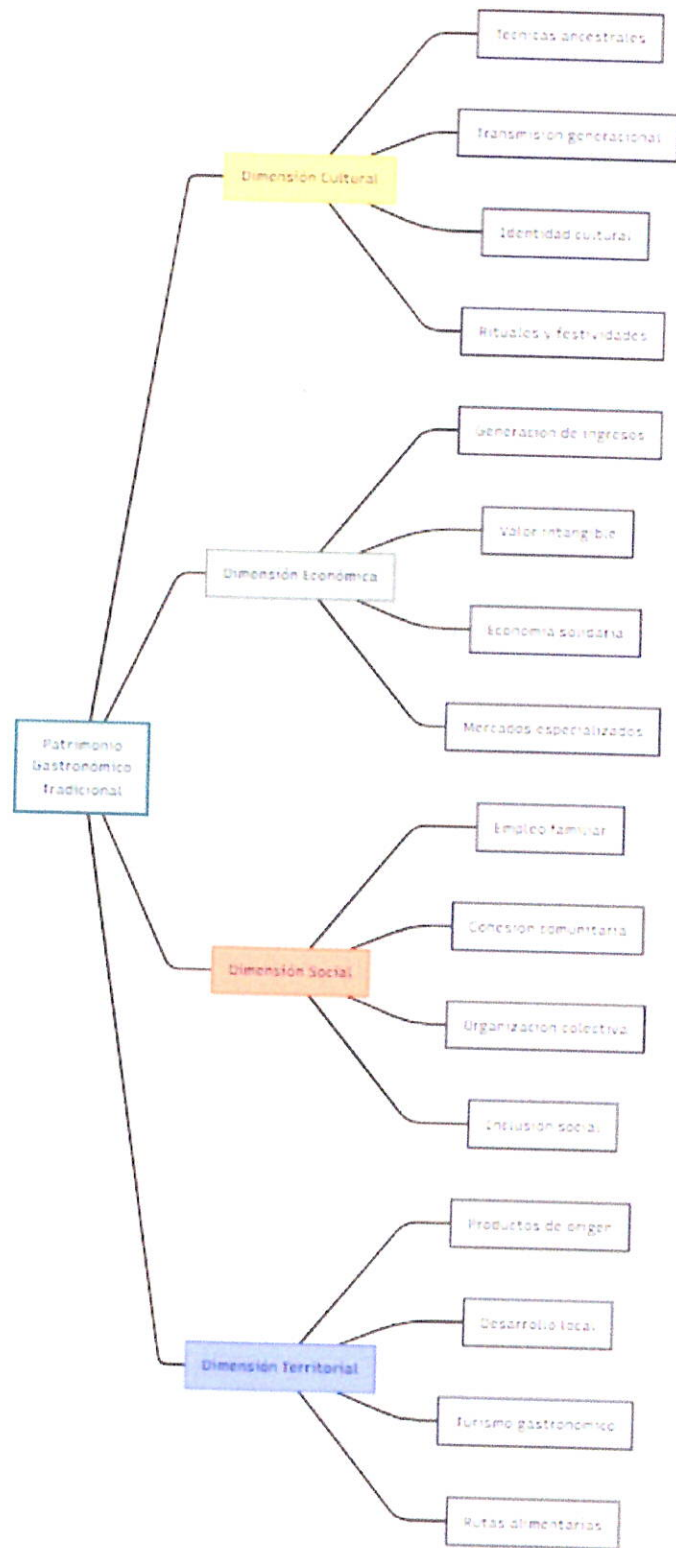 Patrimonio
Gastronómico
Tradicional
Dimensión Cultural
Técnicas ancestrales
Transmisión generacional
Identidad cultural
Rituales y festividades
Dimensión Económica
Generación de ingresos
Valor intangible
Economía solidaria
Mercados especializados
Dimensión Social
Empleo familiar
Cohesión comunitaria
Organización colectiva
Inclusión social
Dimensión Territorial
Productos de origen
Desarrollo local
Turismo gastronómico
Rutas alimentarias